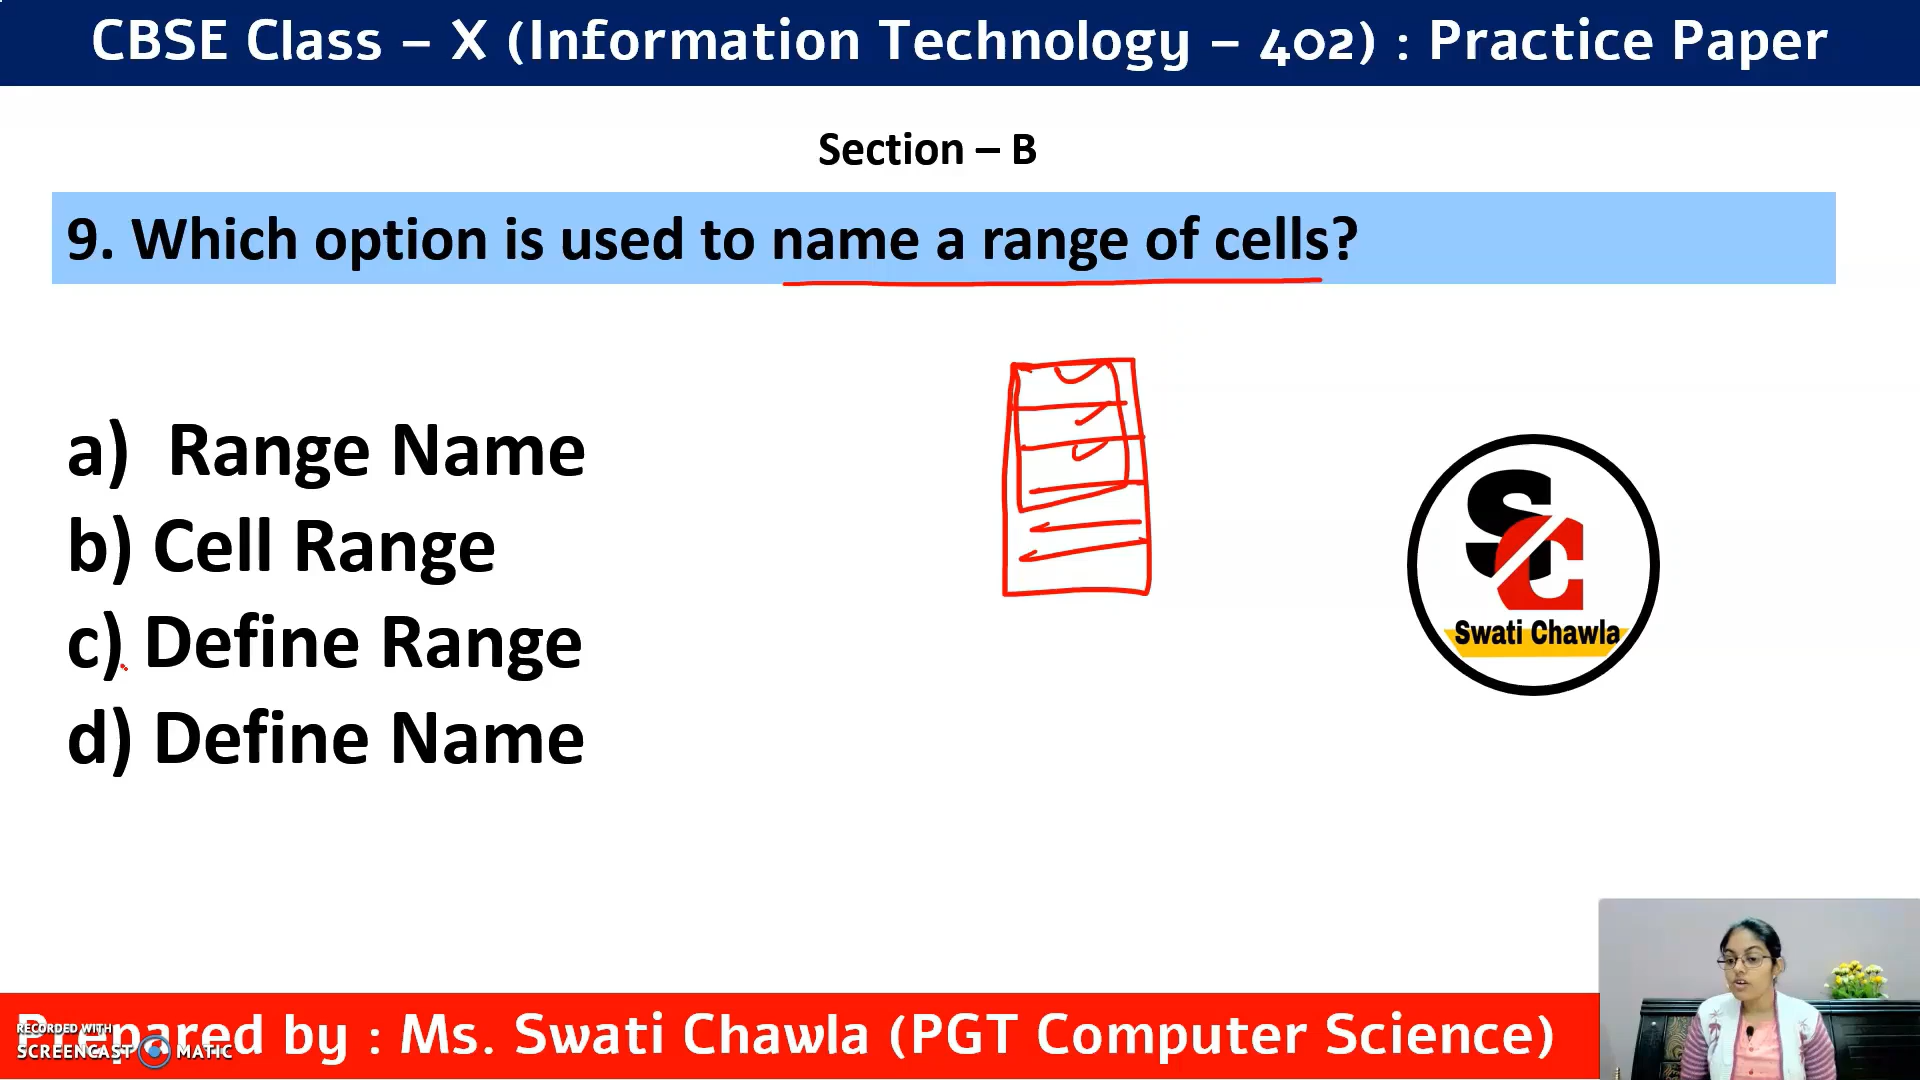 CBSE Class – X (Information Technology – 402) : Practice Paper
Section – B
9. Which option is used to name a range of cells?
a) Range Name
b) Cell Range
c) Define Range
d) Define Name
SC
Swati Chawla
Prepared by : Ms. Swati Chawla (PGT Computer Science)
RECORDED WITH
SCREENCAST MATIC